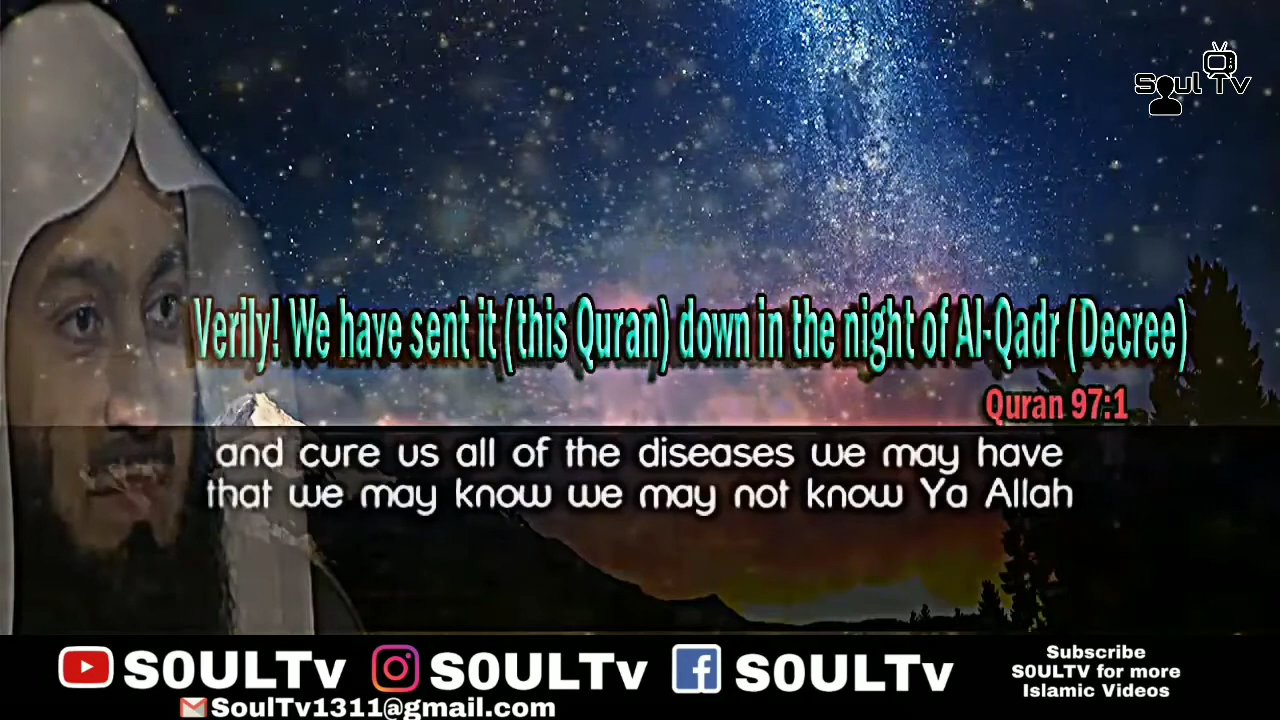 Soul Tv
Verily! We have sent it (this Quran) down in the night of Al-Qadr (Decree)
Quran 97:1
and cure us all of the diseases we may have
that we may know we may not know Ya Allah
S0ULTv S0ULTv S0ULTv
SoulTv1311@gmail.com
Subscribe
S0ULTV for more
Islamic Videos